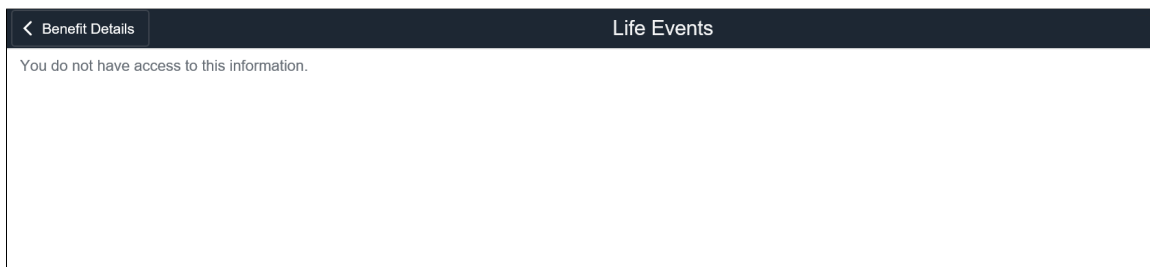 Benefit Details
Life Events
You do not have access to this information.